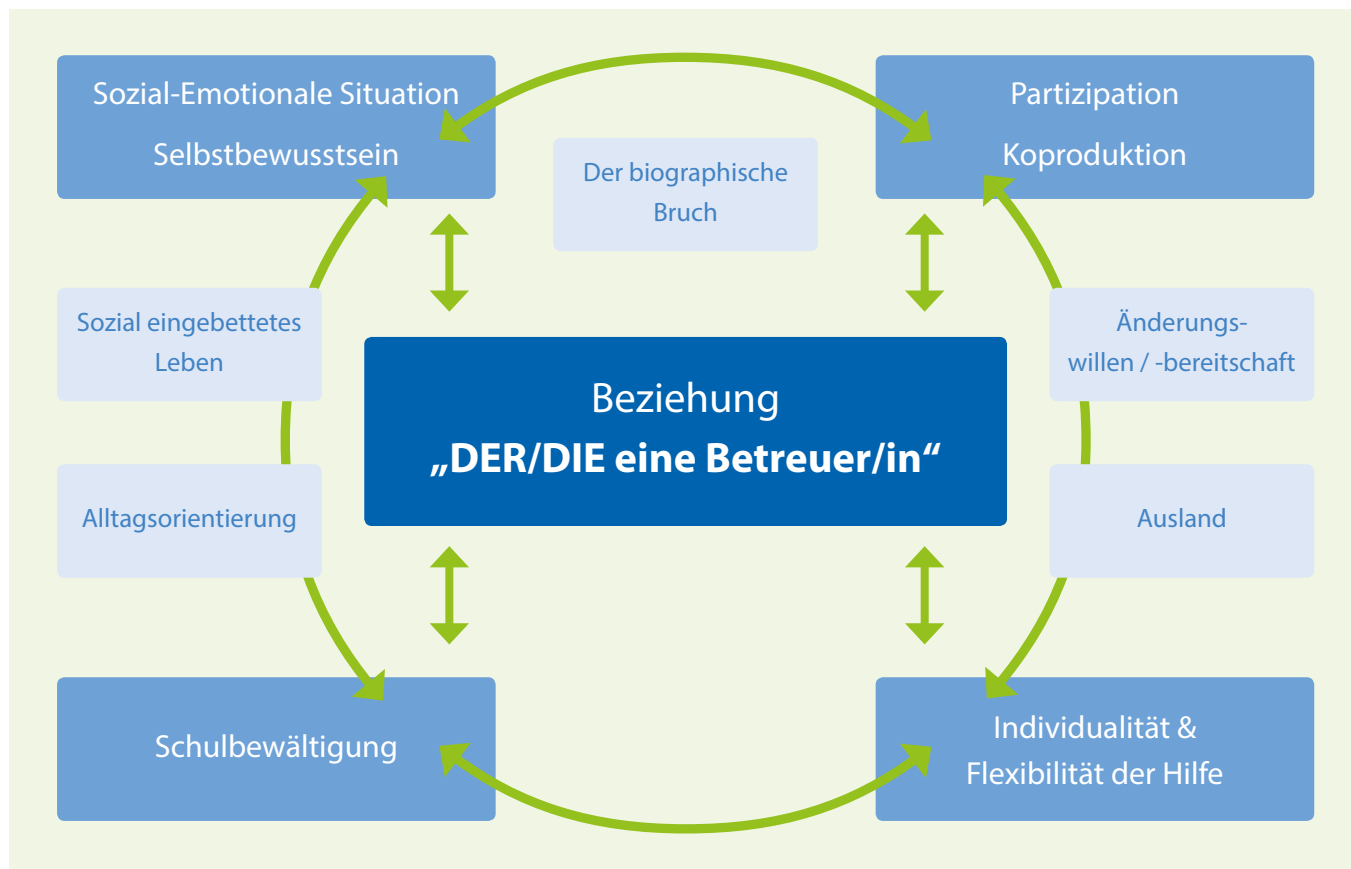 Sozial-Emotionale Situation
Selbstbewusstsein
Partizipation
Koproduktion
Der biographische
Bruch
Sozial eingebettetes
Leben
Änderungs-
willen / -bereitschaft
Beziehung
„DER/DIE eine Betreuer/in“
Alltagsorientierung
Ausland
Schulbewältigung
Individualität &
Flexibilität der Hilfe